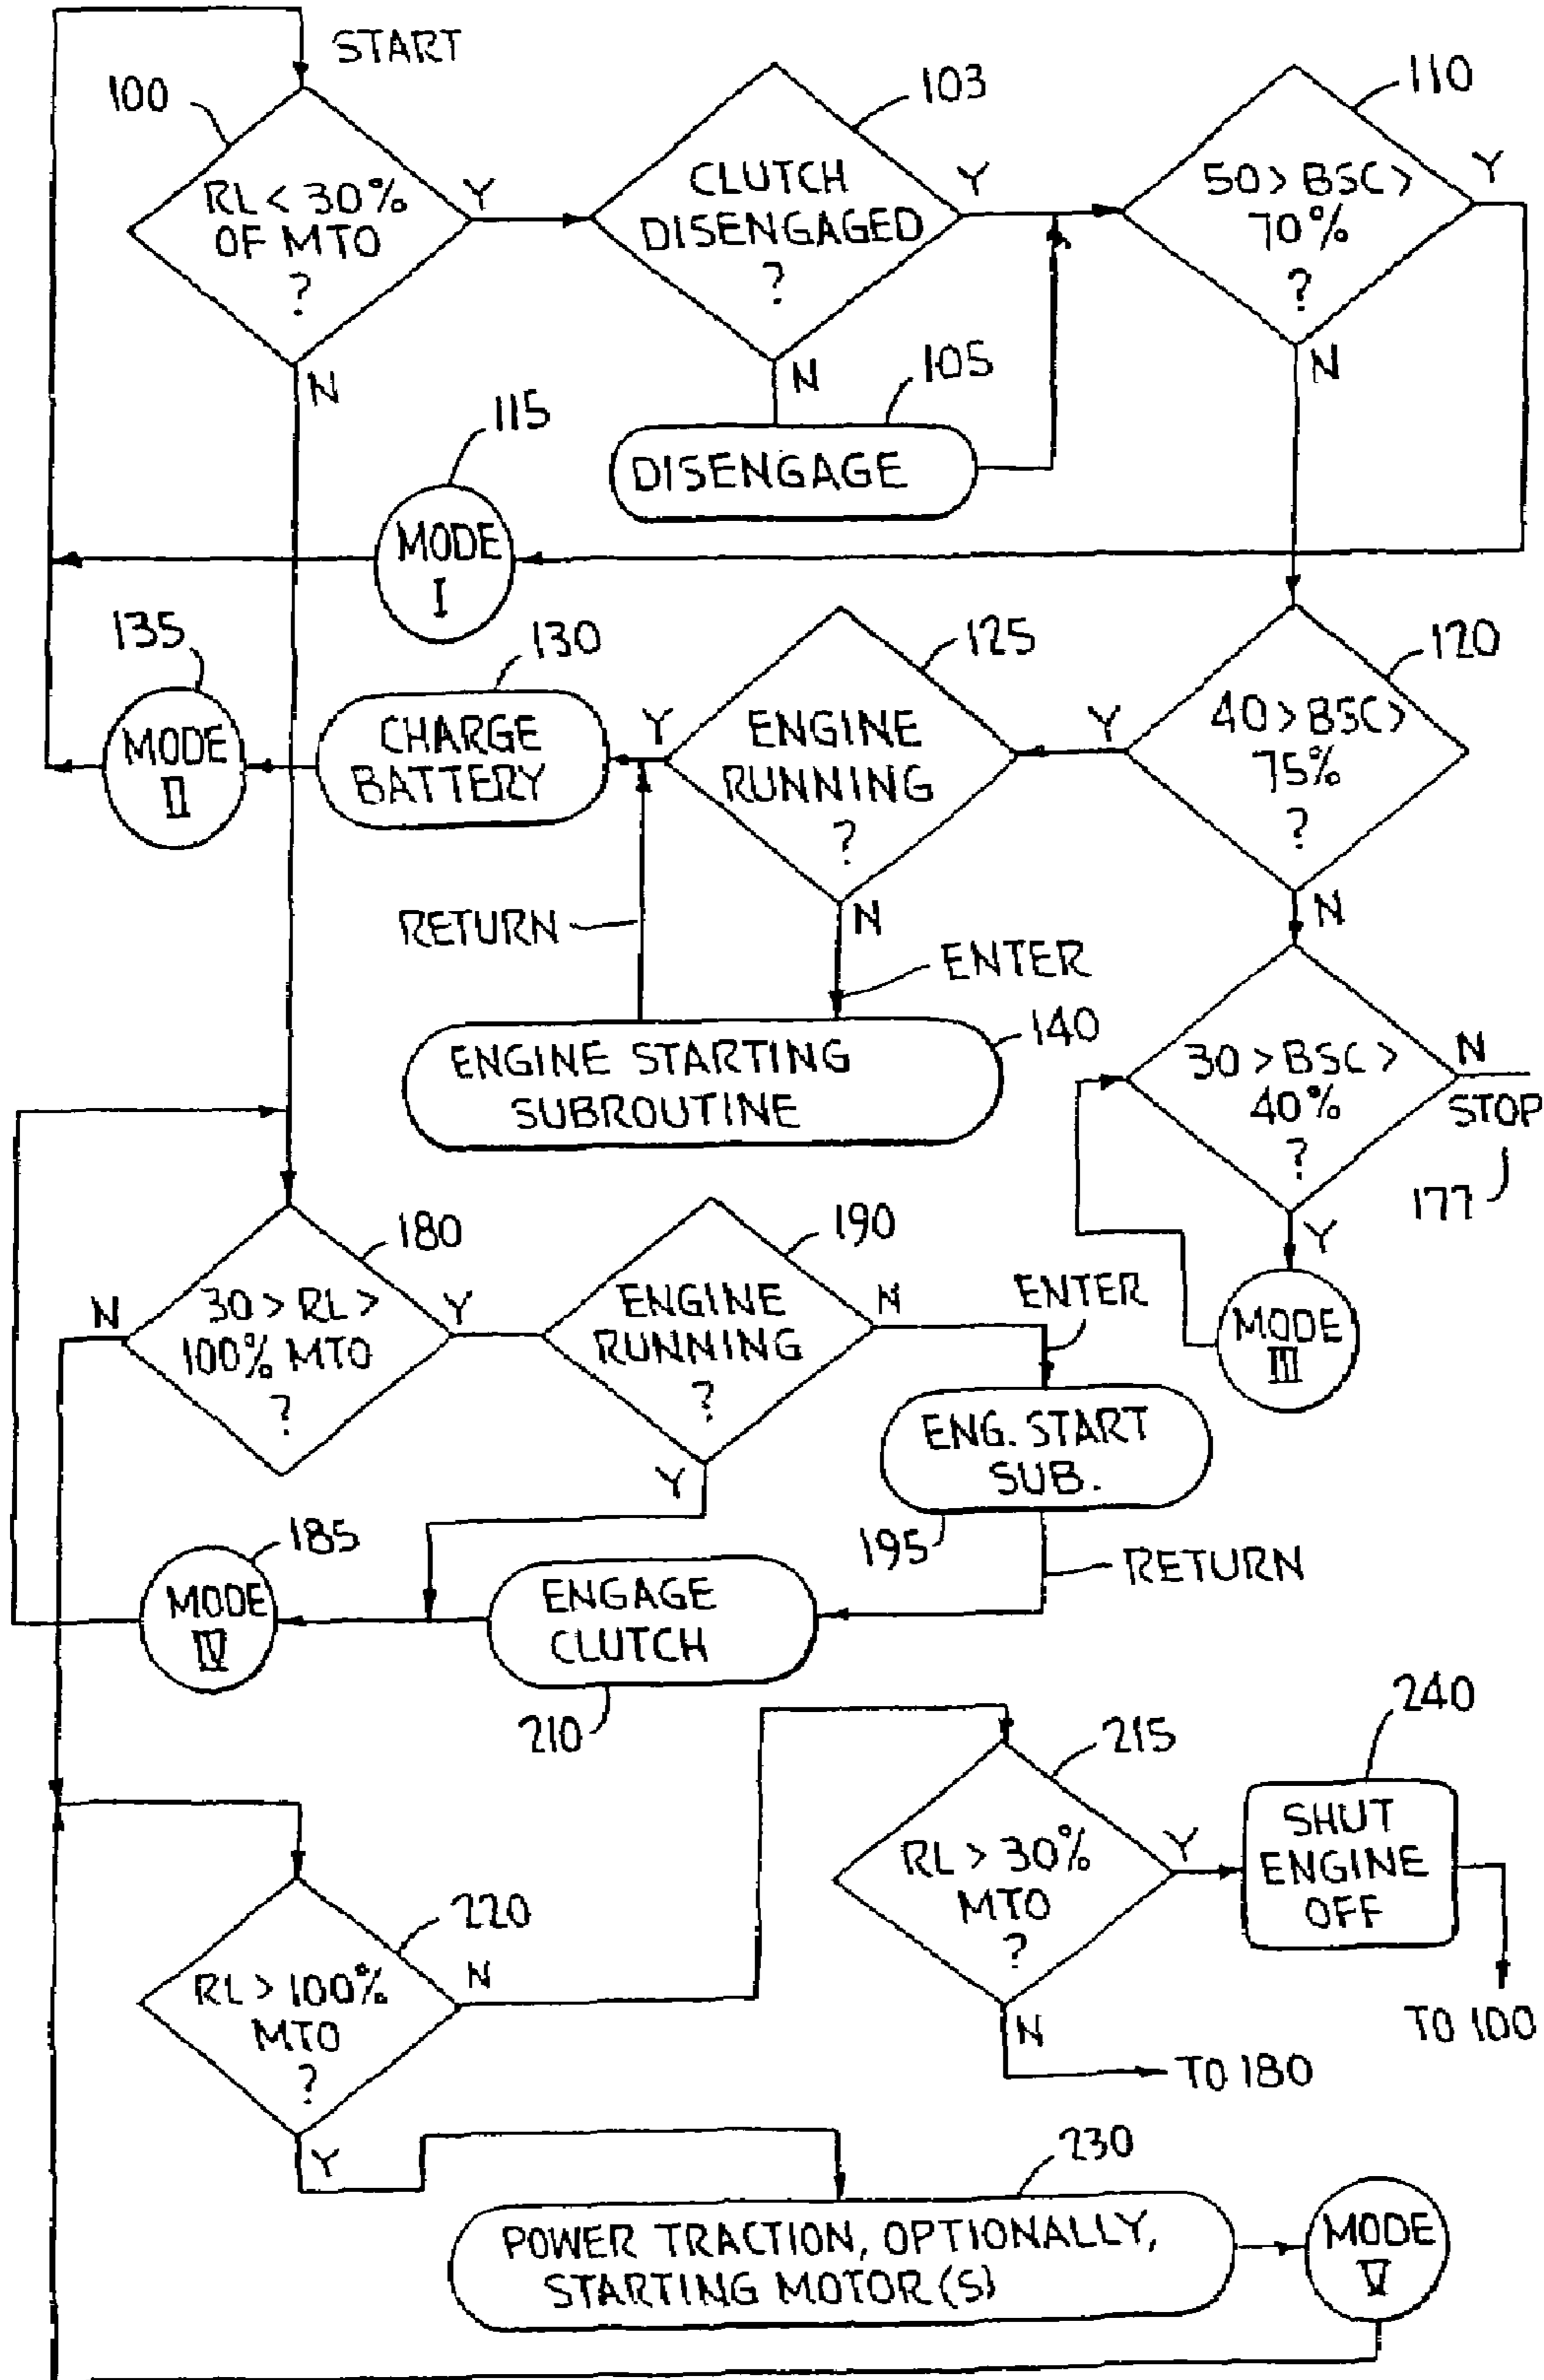 START
100
RL < 30%
OF MTO
?
Y
N
103
CLUTCH
DISENGAGED
?
Y
N
110
50 > BSC >
70%
?
Y
N
105
DISENGAGE
115
MODE
I
135
MODE
II
130
CHARGE
BATTERY
Y
125
ENGINE
RUNNING
?
N
Y
120
40 > BSC >
75%
?
N
RETURN
ENTER
140
ENGINE STARTING
SUBROUTINE
30 > BSC >
40%
?
N
STOP
177
Y
MODE
III
N
180
30 > RL >
100% MTO
?
Y
190
ENGINE
RUNNING
?
N
Y
ENTER
ENG. START
SUB.
195
RETURN
185
MODE
IV
ENGAGE
CLUTCH
210
215
RL > 30%
MTO
?
Y
N
TO 180
240
SHUT
ENGINE
OFF
TO 100
220
RL > 100%
MTO
?
N
Y
230
POWER TRACTION, OPTIONALLY,
STARTING MOTOR(S)
MODE
V